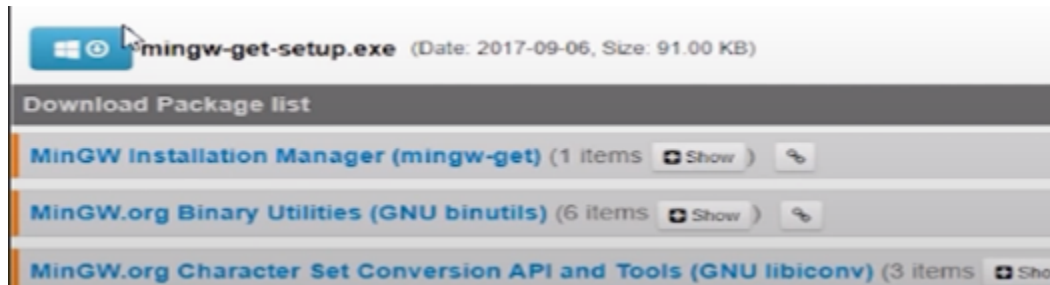 mingw-get-setup.exe (Date: 2017-09-06, Size: 91.00 KB)
Download Package list
MinGW Installation Manager (mingw-get) (1 items Show )
MinGW.org Binary Utilities (GNU binutils) (6 items Show )
MinGW.org Character Set Conversion API and Tools (GNU libiconv) (3 items Sho